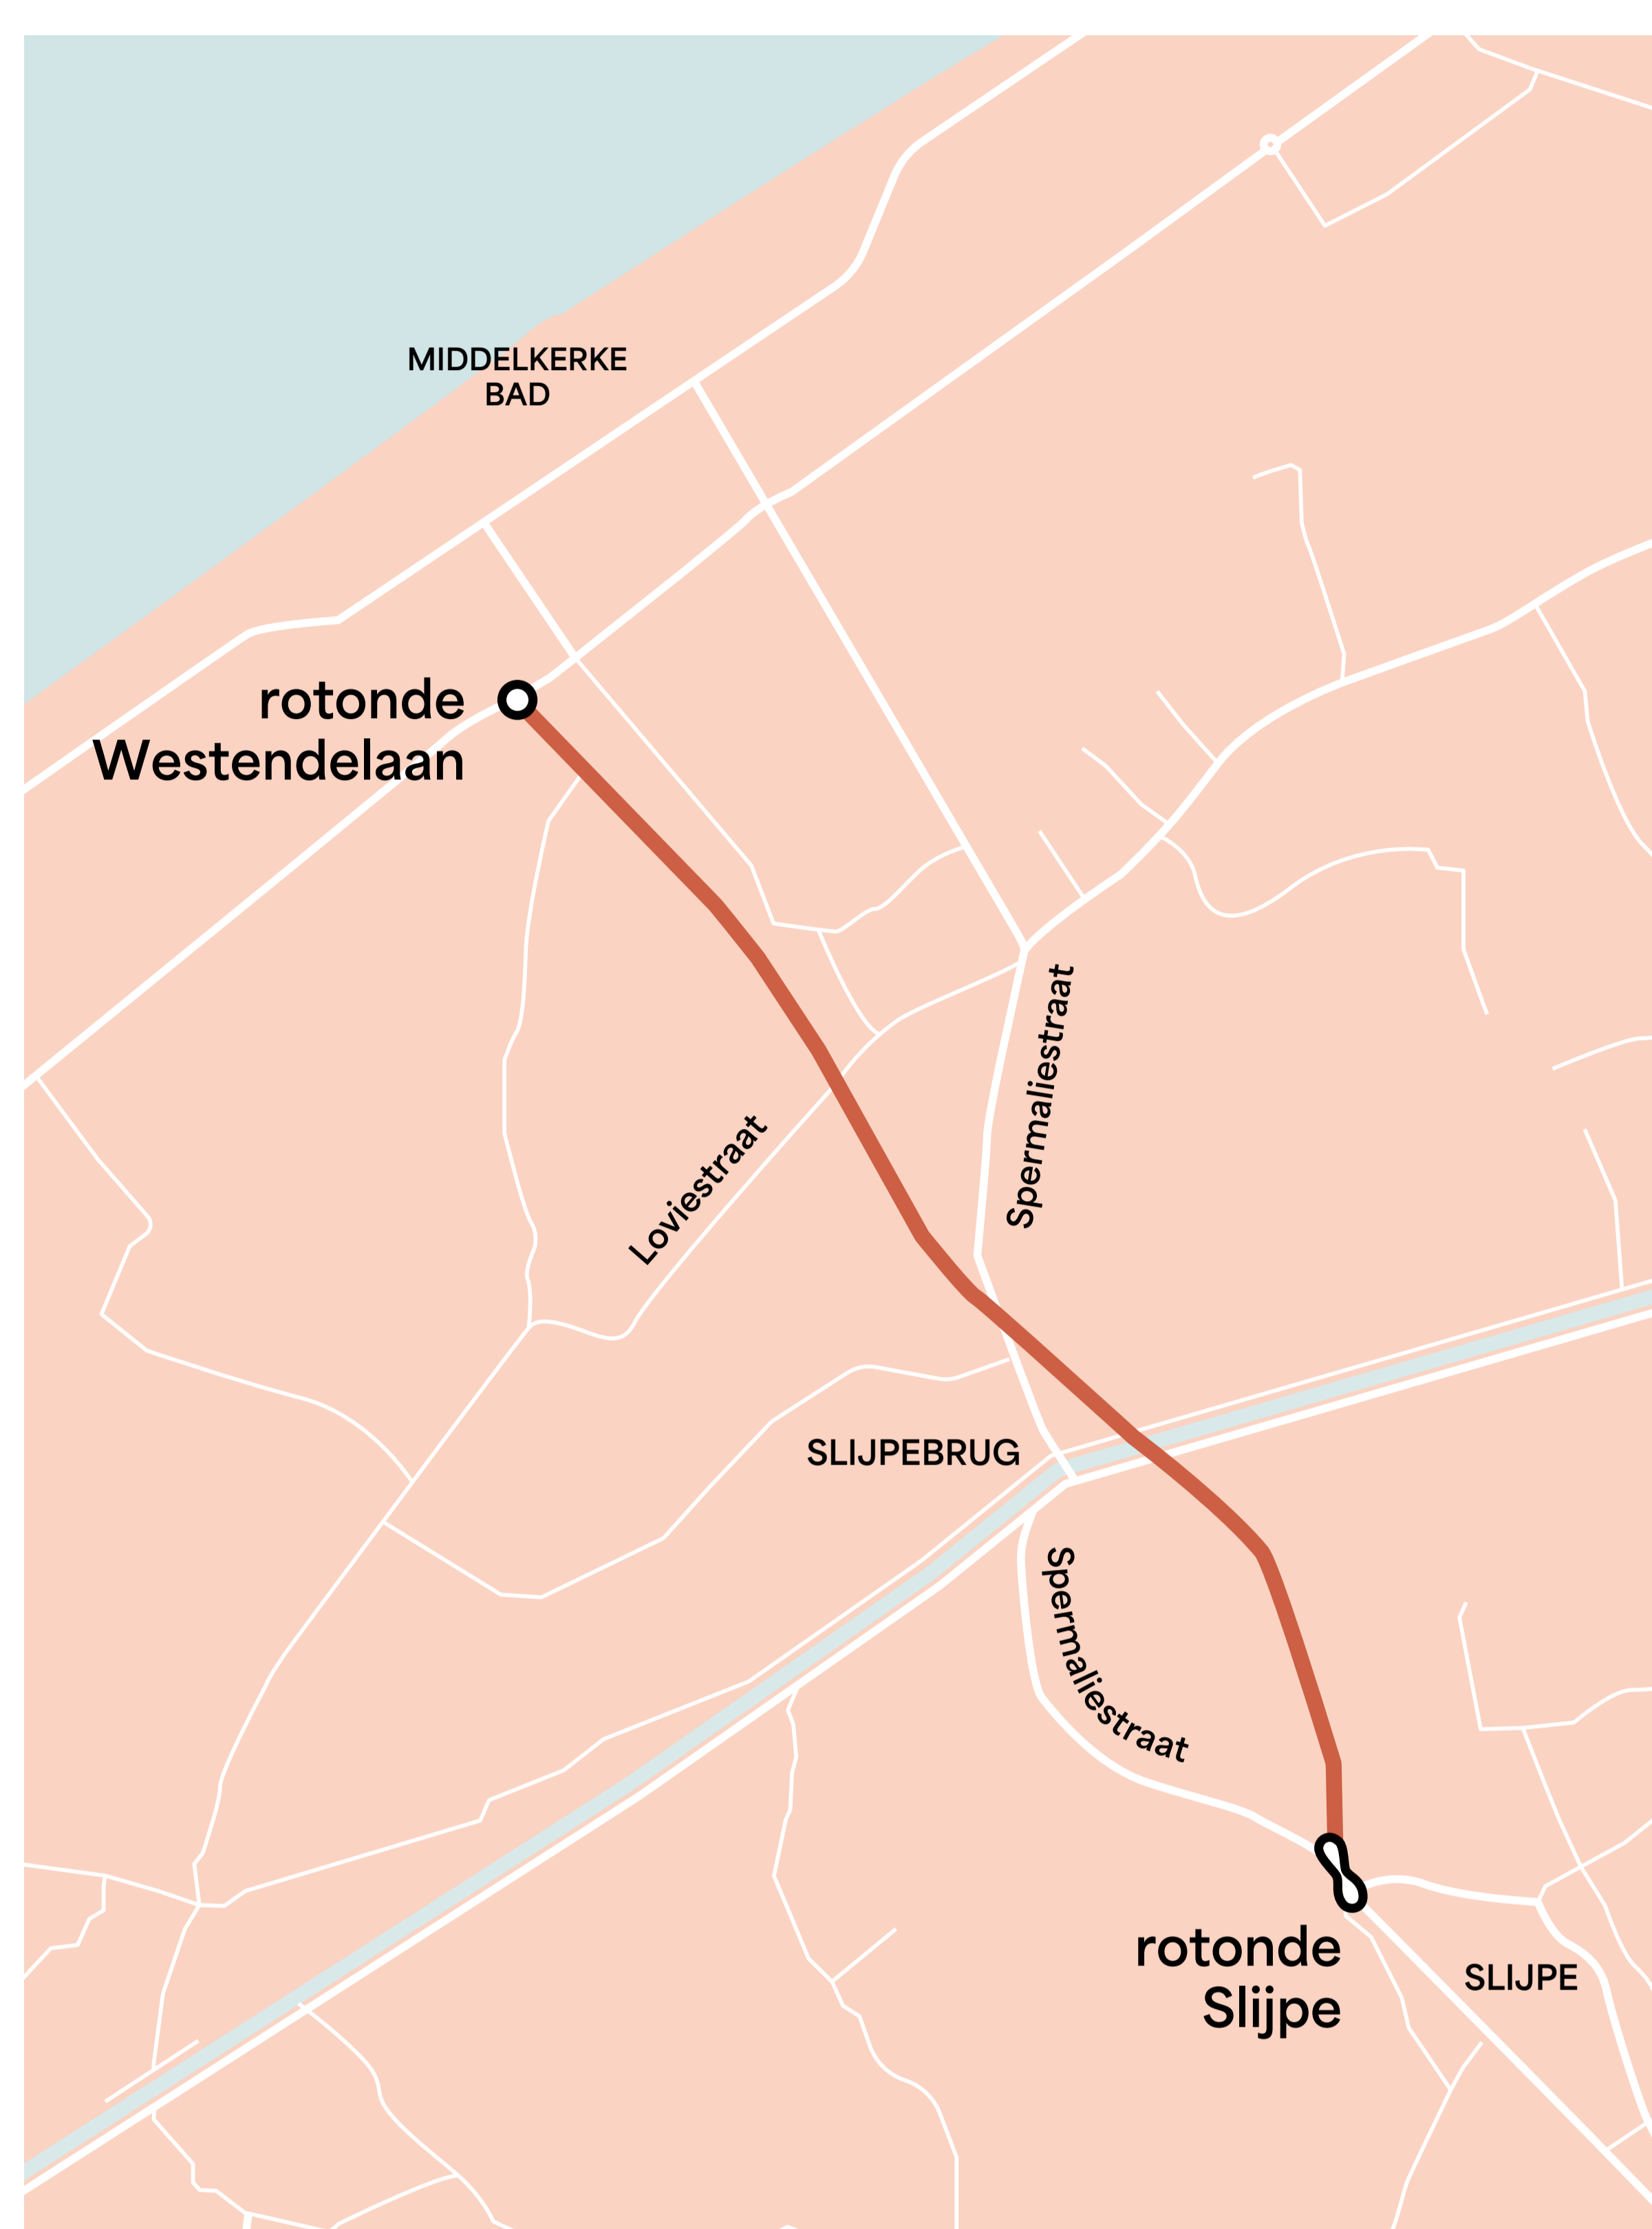 MIDDELKERKE
BAD
rotonde
Westendelaan
Spermaliestraat
Loviestraat
SLIJPEBRUG
Spermaliestraat
rotonde
Slijpe
SLIJPE